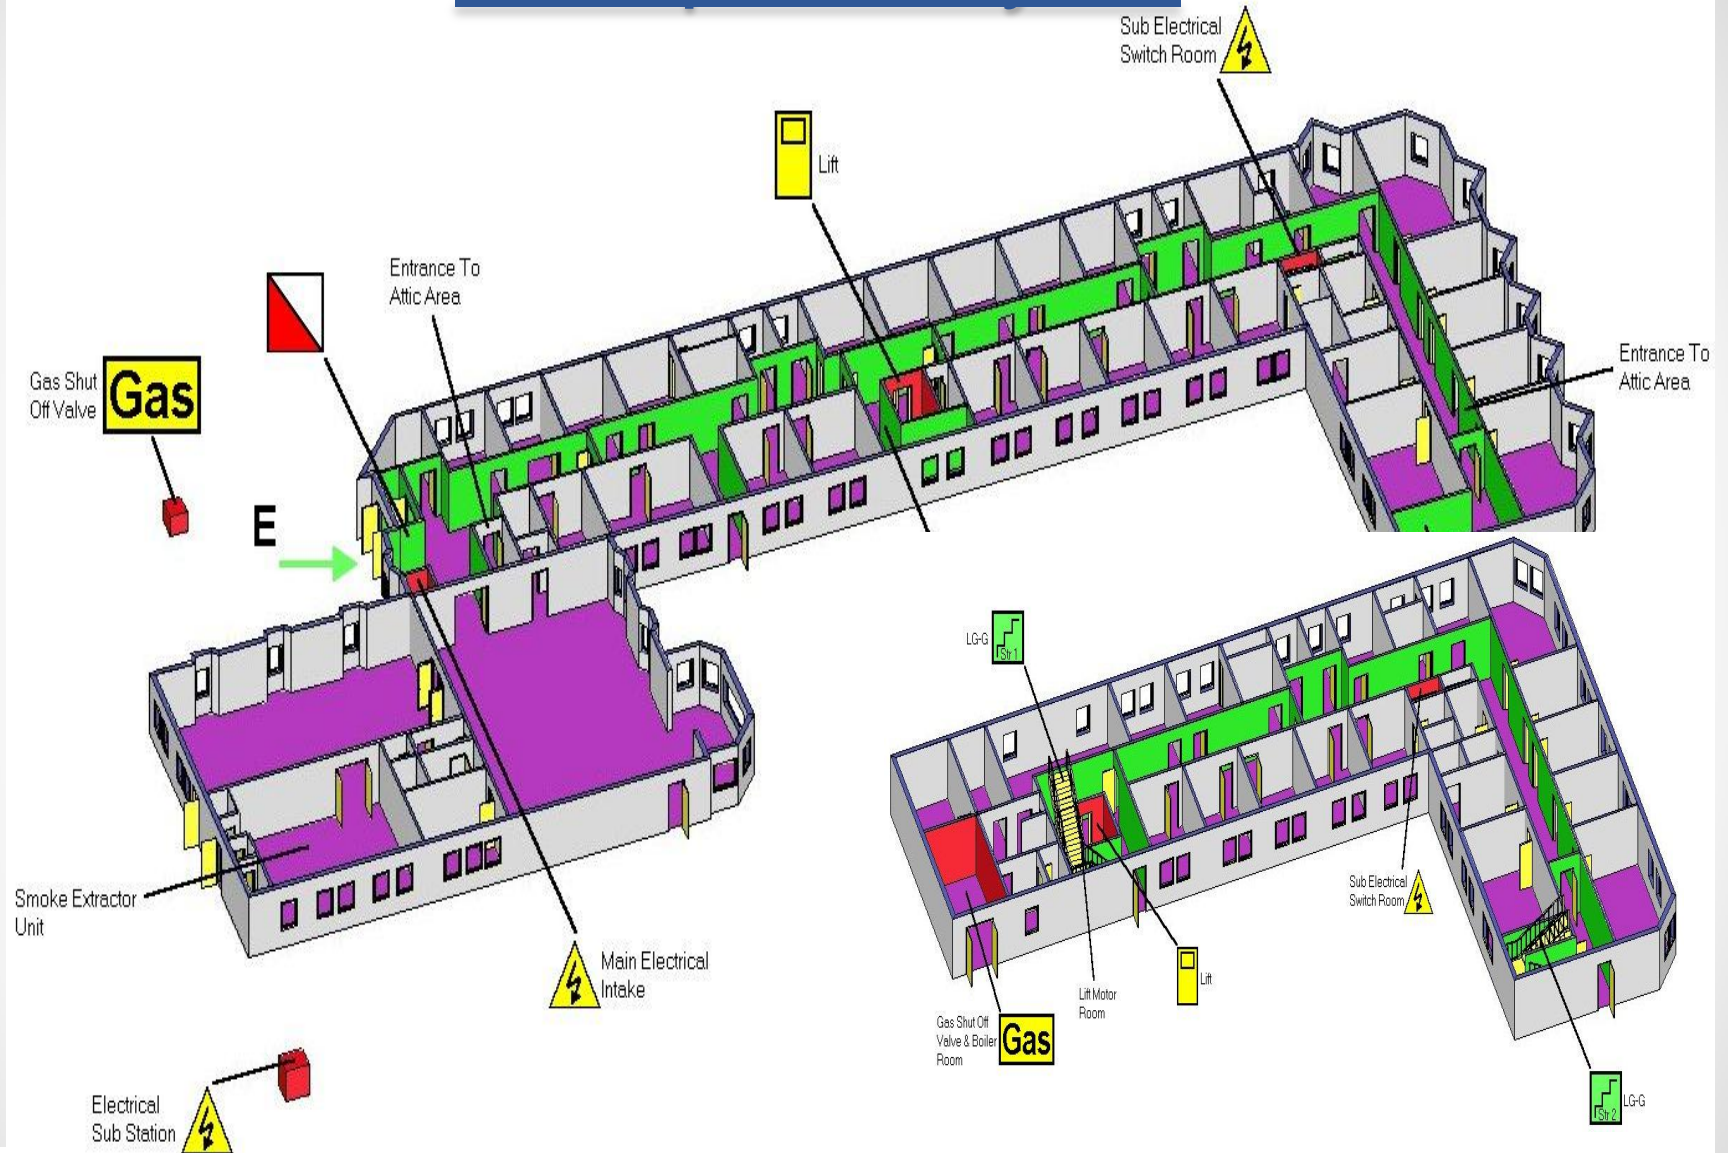 Sub Electrical
Switch Room
Lift
Entrance To
Attic Area
Gas Shut
Off Valve
Gas
Entrance To
Attic Area
E
LG-G
Str 1
Smoke Extractor
Unit
Main Electrical
Intake
Sub Electrical
Switch Room
Lift
Lift Motor
Room
Gas Shut Off
Valve & Boiler
Room
Gas
Electrical
Sub Station
Str 2
LG-G